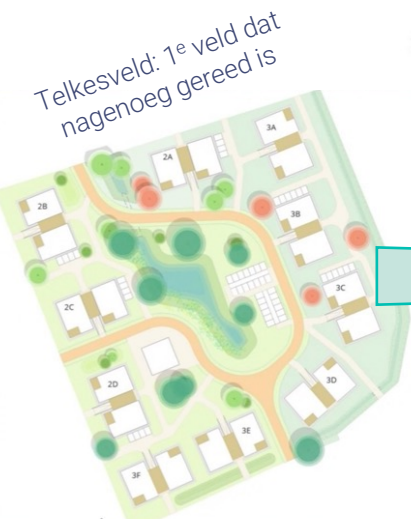 Telkesveld: 1ᵉ veld dat
nagenoeg gereed is
3A
2A
2B
3B
3C
2C
2D
3D
3E
3F